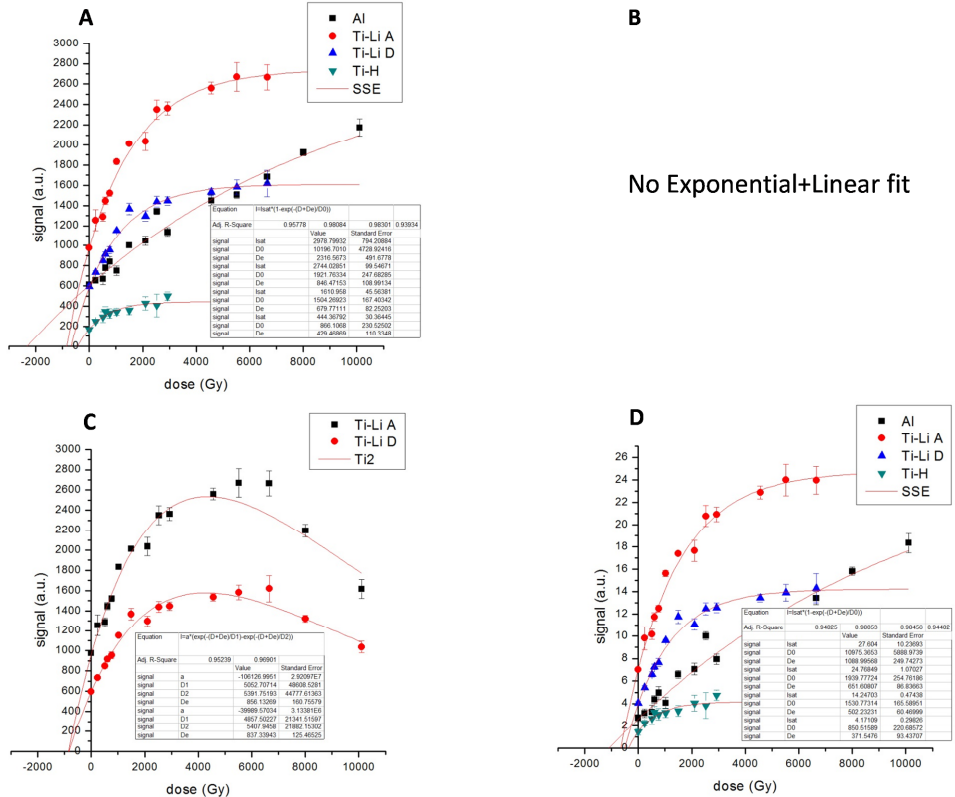 A
Al
Ti-Li A
Ti-Li D
Ti-H
SSE
3000
2800
2600
2400
2200
2000
1800
1600
1400
1200
1000
800
600
400
200
0
signal (a.u.)
Equation I=Isat*(1-exp(-(D+De)/D0))
Adj. R-Square 0.95778 0.98084 0.98301 0.93934
Value Standard Error
signal Isat 2978.79932 794.20884
signal D0 10196.7010 4728.92416
signal De 2316.5673 491.6778
signal Isat 2744.02851 99.54671
signal D0 1921.76334 247.68285
signal De 846.47153 108.99134
signal Isat 1610.958 45.56381
signal D0 1504.26923 167.40342
signal De 679.77111 82.25203
signal Isat 444.36792 30.36445
signal D0 866.1068 230.52502
signal De 429.46869 110.3348
-2000 0 2000 4000 6000 8000 10000
dose (Gy)
B
No Exponential+Linear fit
C
Ti-Li A
Ti-Li D
Ti2
3000
2800
2600
2400
2200
2000
1800
1600
1400
1200
1000
800
600
400
200
0
signal (a.u.)
Equation I=a*(exp(-(D+De)/D1)-exp(-(D+De)/D2))
Adj. R-Square 0.95239 0.96901
Value Standard Error
signal a -106126.9951 2.92097E7
signal D1 5052.70714 48608.5281
signal D2 5391.75193 44777.61363
signal De 856.13269 160.75579
signal a -39989.57034 3.13381E6
signal D1 4857.50227 21341.51597
signal D2 5407.9458 21882.15302
signal De 837.33943 125.46525
0 2000 4000 6000 8000 10000
dose (Gy)
D
Al
Ti-Li A
Ti-Li D
Ti-H
SSE
26
24
22
20
18
16
14
12
10
8
6
4
2
0
signal (a.u.)
Equation I=Isat*(1-exp(-(D+De)/D0))
Adj. R-Square
Value Standard Error
signal Isat 27.604 10.23693
signal D0 10975.3653 5888.9739
signal De 1088.99568 249.74273
signal Isat 24.76849 1.07027
signal D0 1939.77724 254.76186
signal De 651.60807 86.83663
signal Isat 14.24703 0.47438
signal D0 1530.77314 165.58951
signal De 502.23231 60.46999
signal Isat 4.17109 0.29826
signal D0 850.51589 220.68572
signal De 371.5476 93.43707
0 2000 4000 6000 8000 10000
dose (Gy)